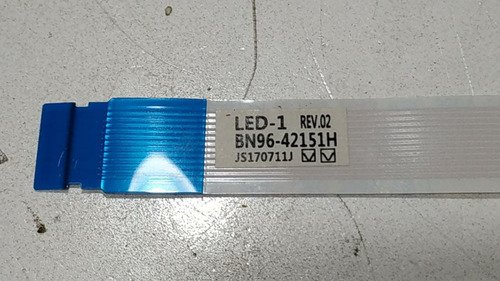 LED-1 REV.02
BN96-42151H
JS170711J ☑ ☑